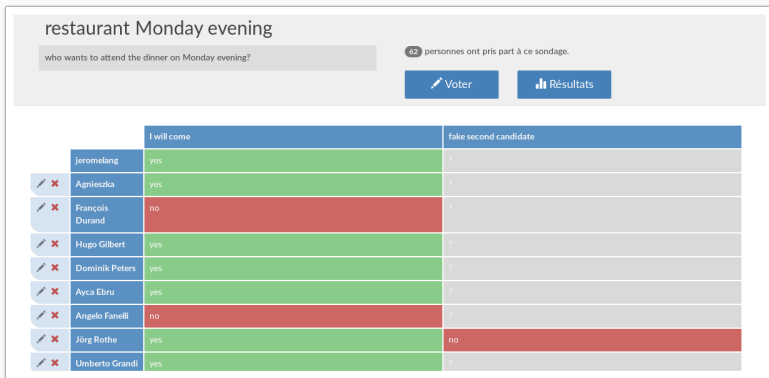 restaurant Monday evening
who wants to attend the dinner on Monday evening?
62 personnes ont pris part à ce sondage.
Voter Résultats
I will come fake second candidate
jeromelang yes ?
Agnieszka yes ?
François
Durand no ?
Hugo Gilbert yes ?
Dominik Peters yes ?
Ayca Ebru yes ?
Angelo Fanelli no ?
Jörg Rothe yes no
Umberto Grandi yes ?